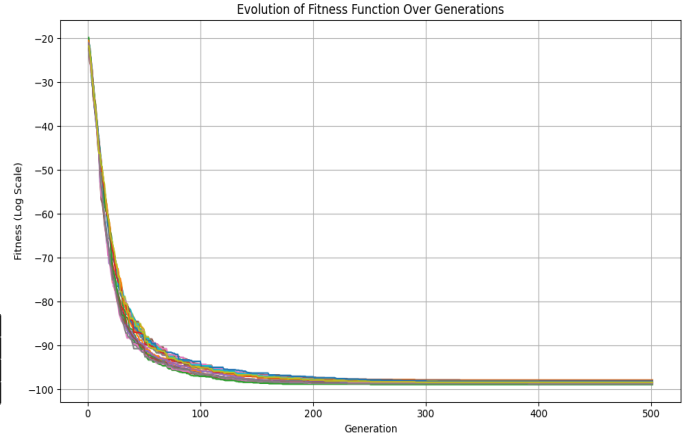 Evolution of Fitness Function Over Generations
Fitness (Log Scale)
−20
−30
−40
−50
−60
−70
−80
−90
−100
0 100 200 300 400 500
Generation